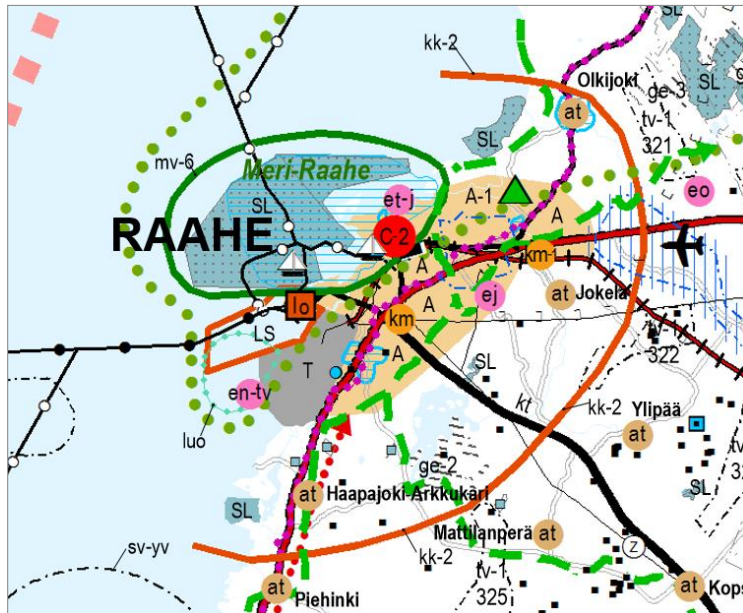 SL
kk-2
Olkijoki
ge-3
SL
at
tv-1
321
SL
mv-6
Meri-Raahe
SL
et-j
A-1
eo
RAAHE
C-2
A
A
km-1
lo
A
ej
at
Jokela
LS
km
tv-
322
T
A
SL
en-tv
kt
kk-2
Ylipää
luo
at
ge-2
at
Haapajoki-Arkkukari
SL
SL
Mattilanperä
at
kk-2
sv-yv
z
tv-1
325
at
Piehinki
at
Kops